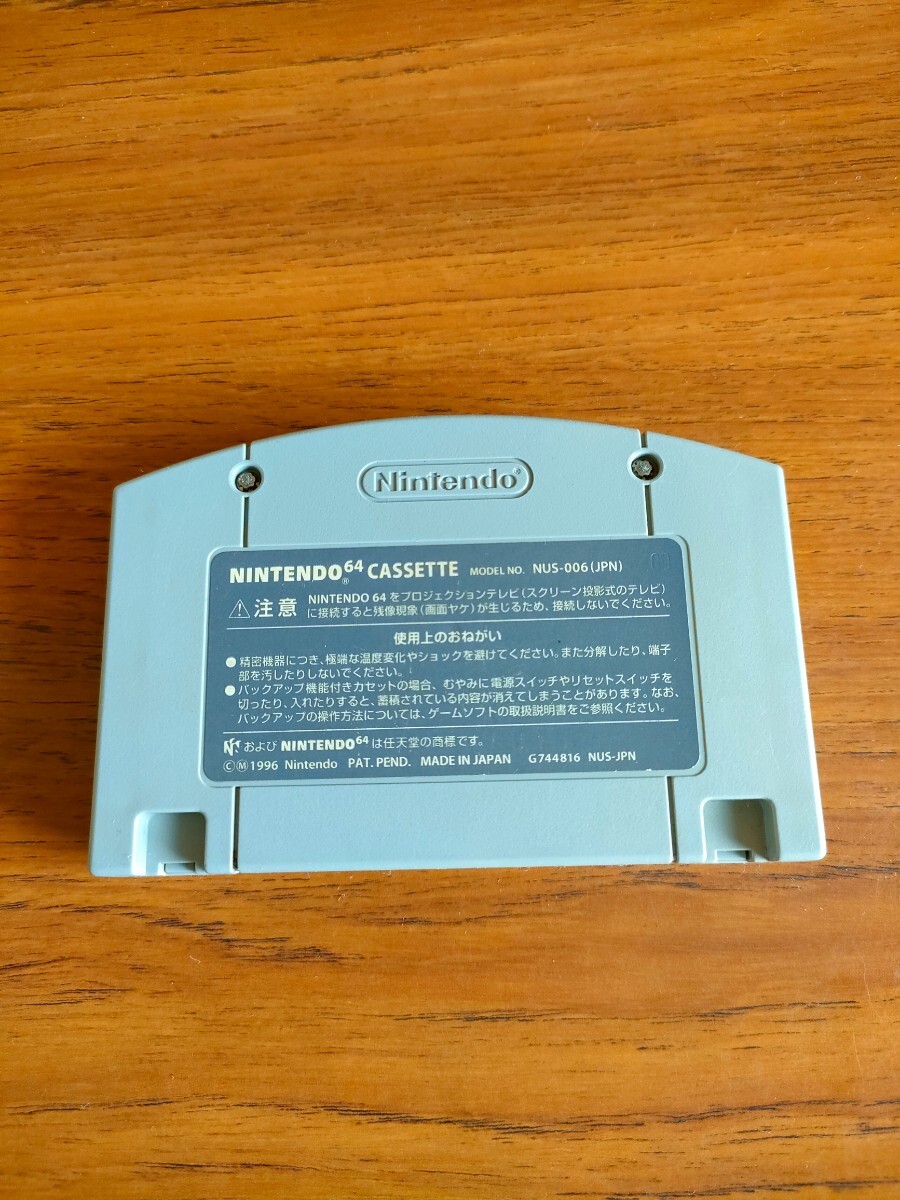 Nintendo®
NINTENDO64® CASSETTE MODEL NO. NUS-006(JPN)
注意 NINTENDO 64をプロジェクションテレビ(スクリーン投影式のテレビ)
に接続すると残像現象(画面ヤケ)が生じるため、接続しないでください。
使用上のおねがい
●精密機器につき、極端な温度変化やショックを避けてください。また分解したり、端子
部を汚したりしないでください。
●バックアップ機能付きカセットの場合、むやみに電源スイッチやリセットスイッチを
切ったり、入れたりすると、蓄積されている内容が消えてしまうことがあります。なお、
バックアップの操作方法については、ゲームソフトの取扱説明書をご参照ください。
および NINTENDO64 は任天堂の商標です。
ⒸⓂ1996 Nintendo PAT. PEND. MADE IN JAPAN G744816 NUS-JPN